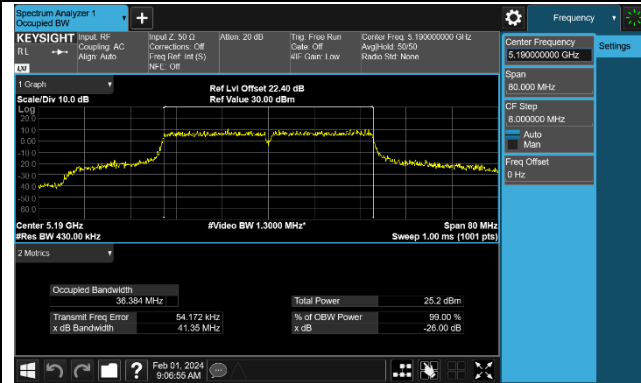 Spectrum Analyzer 1
Occupied BW
Frequency
KEYSIGHT
RL
LXI
Input: RF
Coupling: AC
Align: Auto
Input Z: 50 Ω
Corrections: Off
Freq Ref: Int (S)
NFE: Off
Atten: 20 dB
Trig: Free Run
Gate: Off
#IF Gain: Low
Center Freq: 5.190000000 GHz
Avg|Hold: 50/50
Radio Std: None
Center Frequency
5.190000000 GHz
Settings
Span
80.000 MHz
CF Step
8.000000 MHz
Auto
Man
Freq Offset
0 Hz
1 Graph
Scale/Div 10.0 dB
Ref Lvl Offset 22.40 dB
Ref Value 30.00 dBm
Log
20.0
10.0
0.00
-10.0
-20.0
-30.0
-40.0
-50.0
-60.0
Center 5.19 GHz
#Res BW 430.00 kHz
#Video BW 1.3000 MHz*
Span 80 MHz
Sweep 1.00 ms (1001 pts)
2 Metrics
Occupied Bandwidth
36.384 MHz
Total Power
25.2 dBm
Transmit Freq Error
54.172 kHz
% of OBW Power
99.00 %
x dB Bandwidth
41.35 MHz
x dB
-26.00 dB
Feb 01, 2024
9:06:55 AM